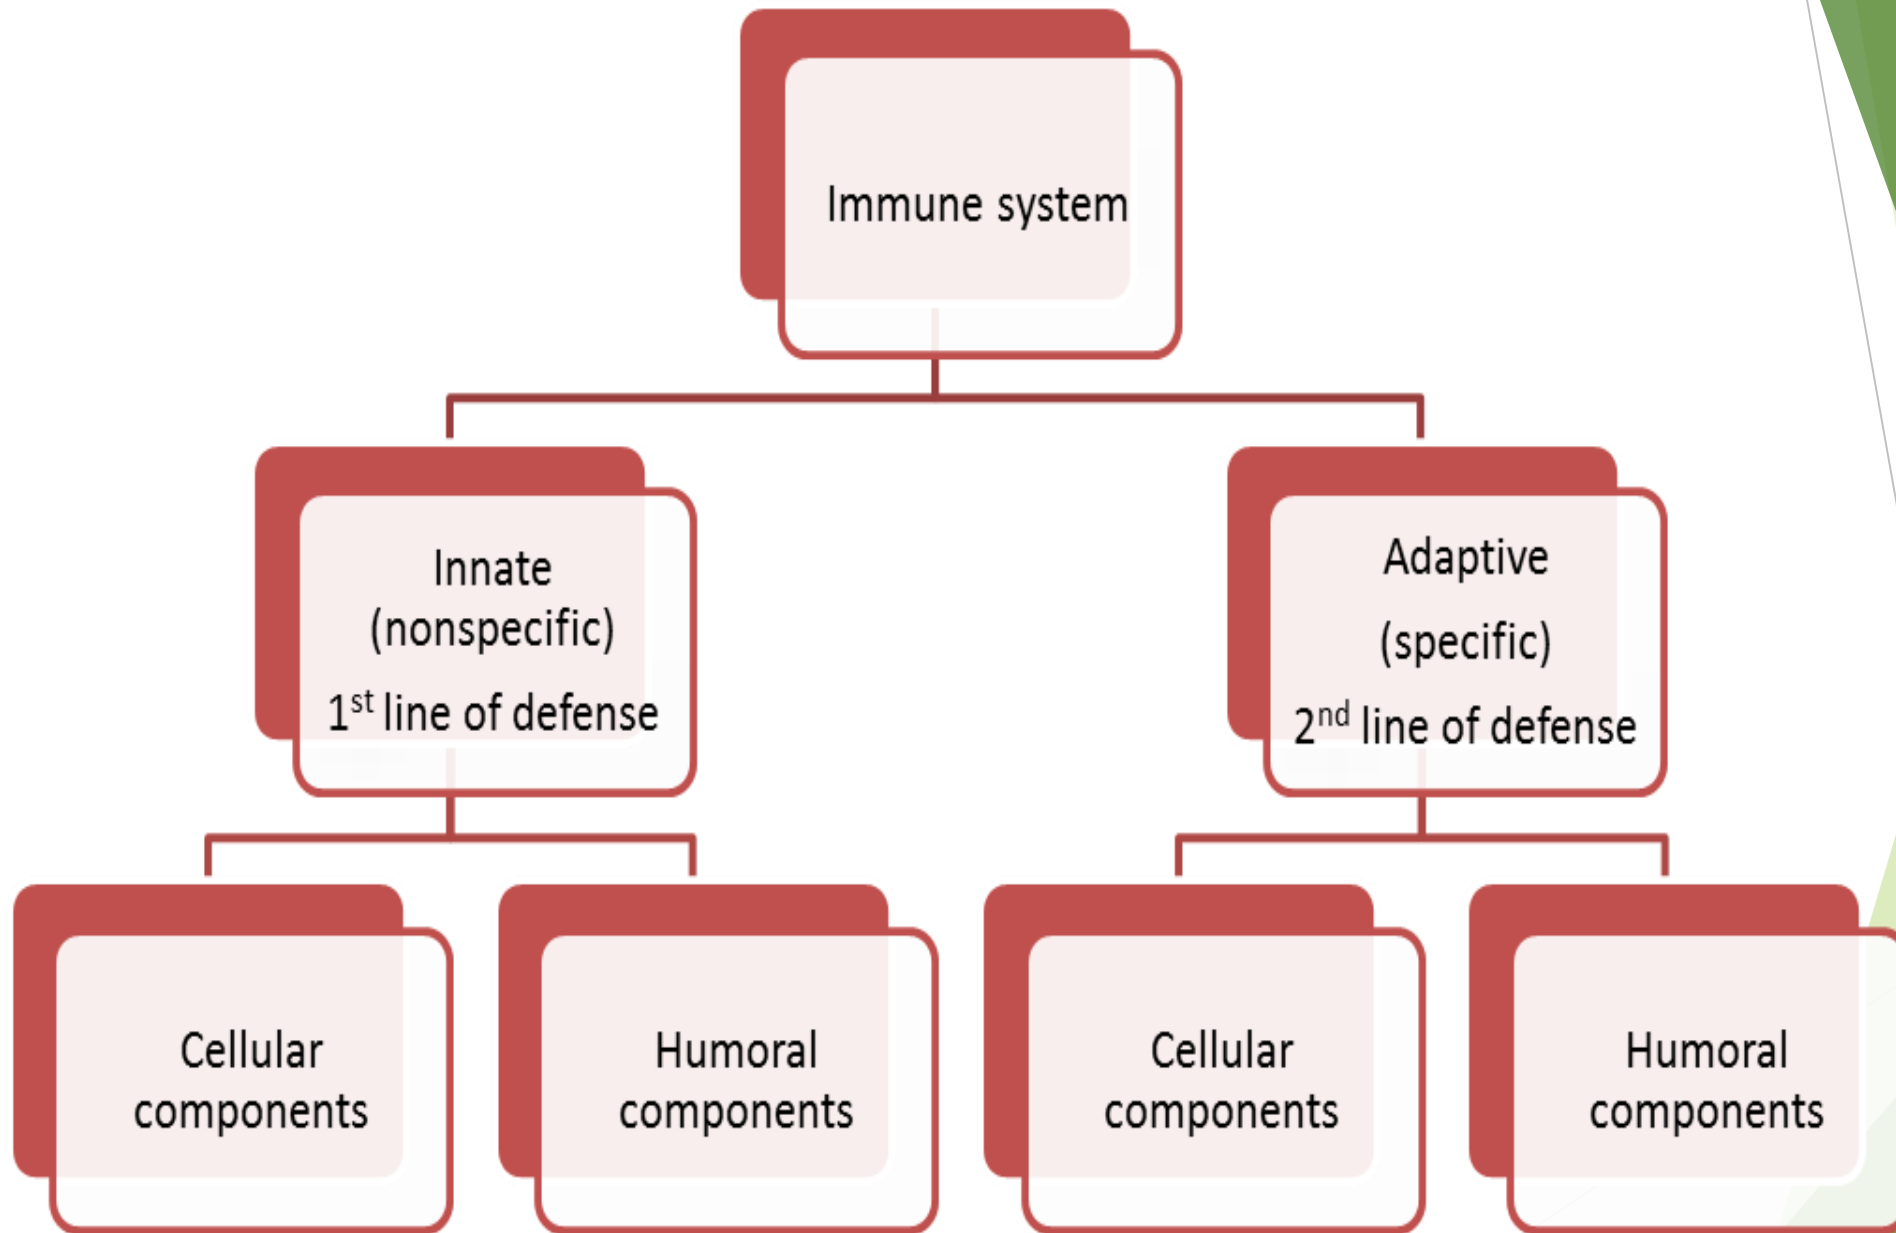 Immune system
Innate
(nonspecific)
1st line of defense
Adaptive
(specific)
2nd line of defense
Cellular
components
Humoral
components
Cellular
components
Humoral
components